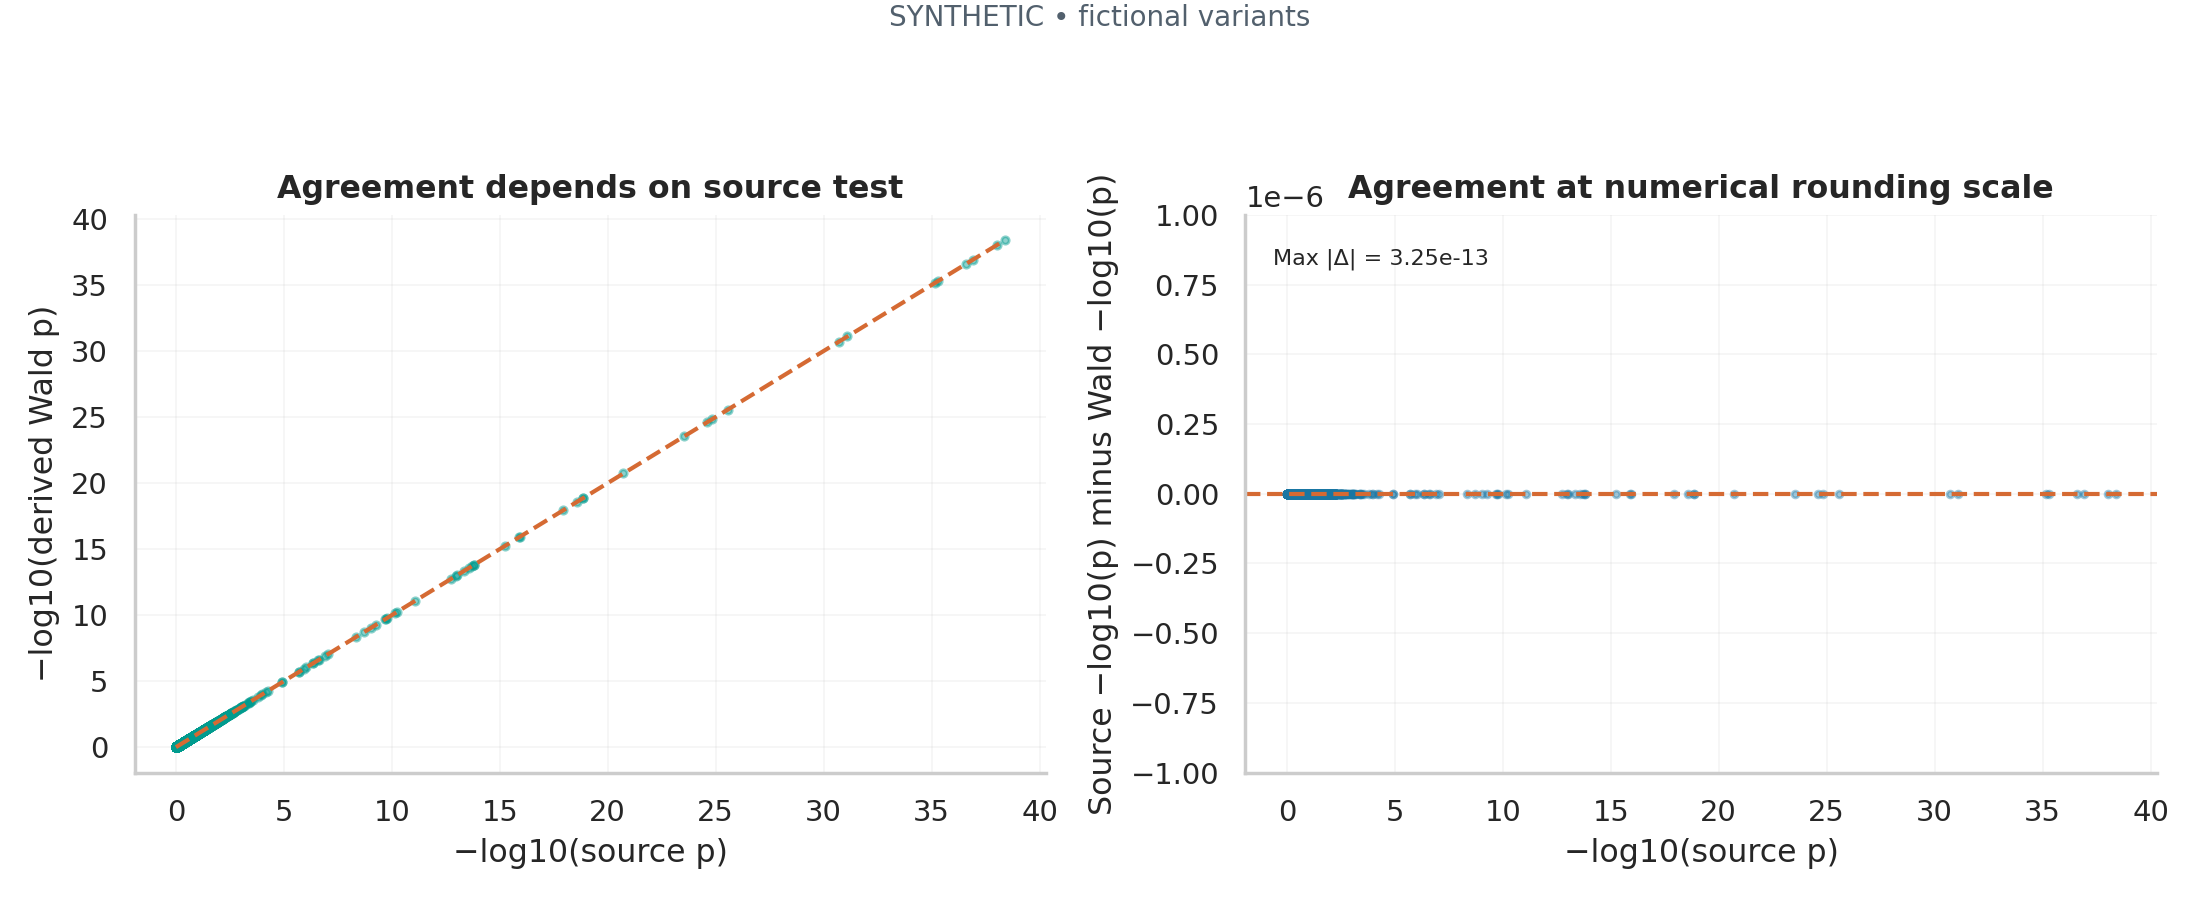 SYNTHETIC • fictional variants
Agreement depends on source test
−log10(derived Wald p)
40
35
30
25
20
15
10
5
0
0 5 10 15 20 25 30 35 40
−log10(source p)
Agreement at numerical rounding scale
1e−6
Source −log10(p) minus Wald −log10(p)
Max |Δ| = 3.25e-13
1.00
0.75
0.50
0.25
0.00
−0.25
−0.50
−0.75
−1.00
0 5 10 15 20 25 30 35 40
−log10(source p)